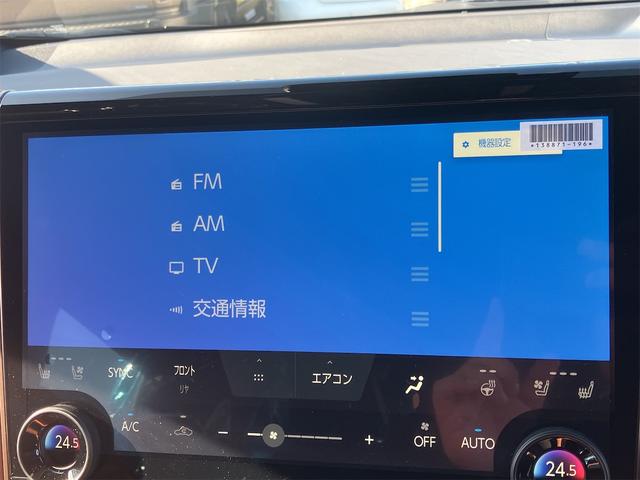 機器設定
*138871-196*
FM
AM
TV
交通情報
SYNC
フロント
リヤ
エアコン
A/C
OFF
AUTO
24.5
24.5